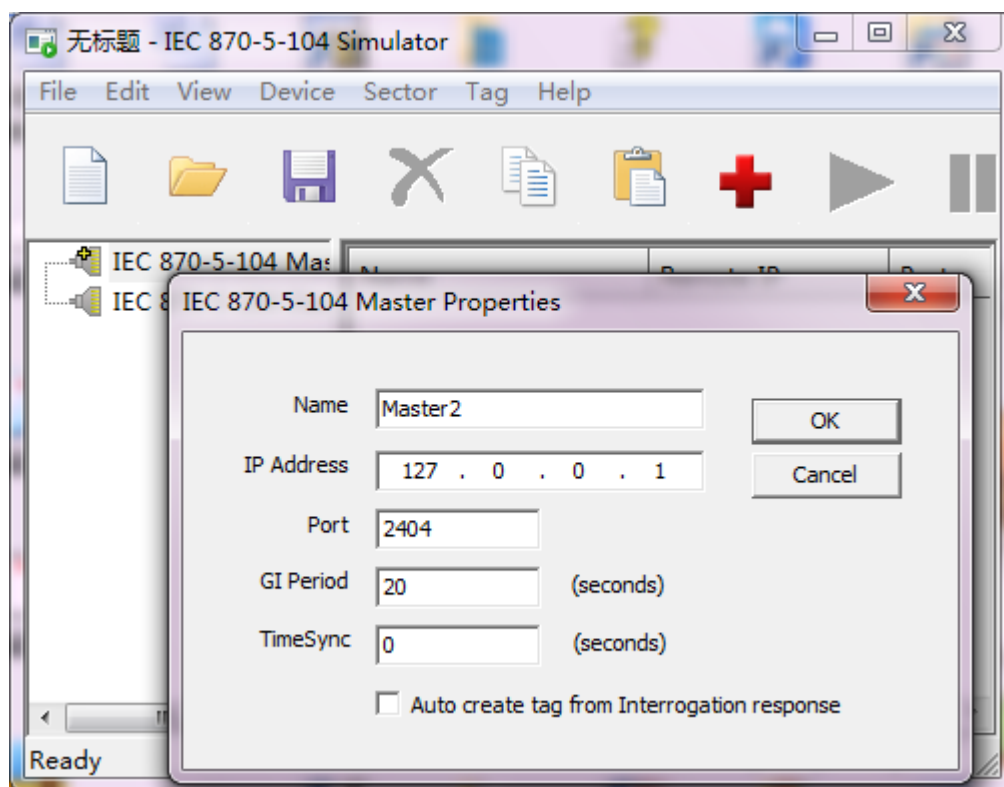 无标题 - IEC 870-5-104 Simulator
File Edit View Device Sector Tag Help
IEC 870-5-104 Mas
IEC 8
IEC 870-5-104 Master Properties
Name Master2
OK
IP Address 127 . 0 . 0 . 1
Cancel
Port 2404
GI Period 20 (seconds)
TimeSync 0 (seconds)
Auto create tag from Interrogation response
Ready